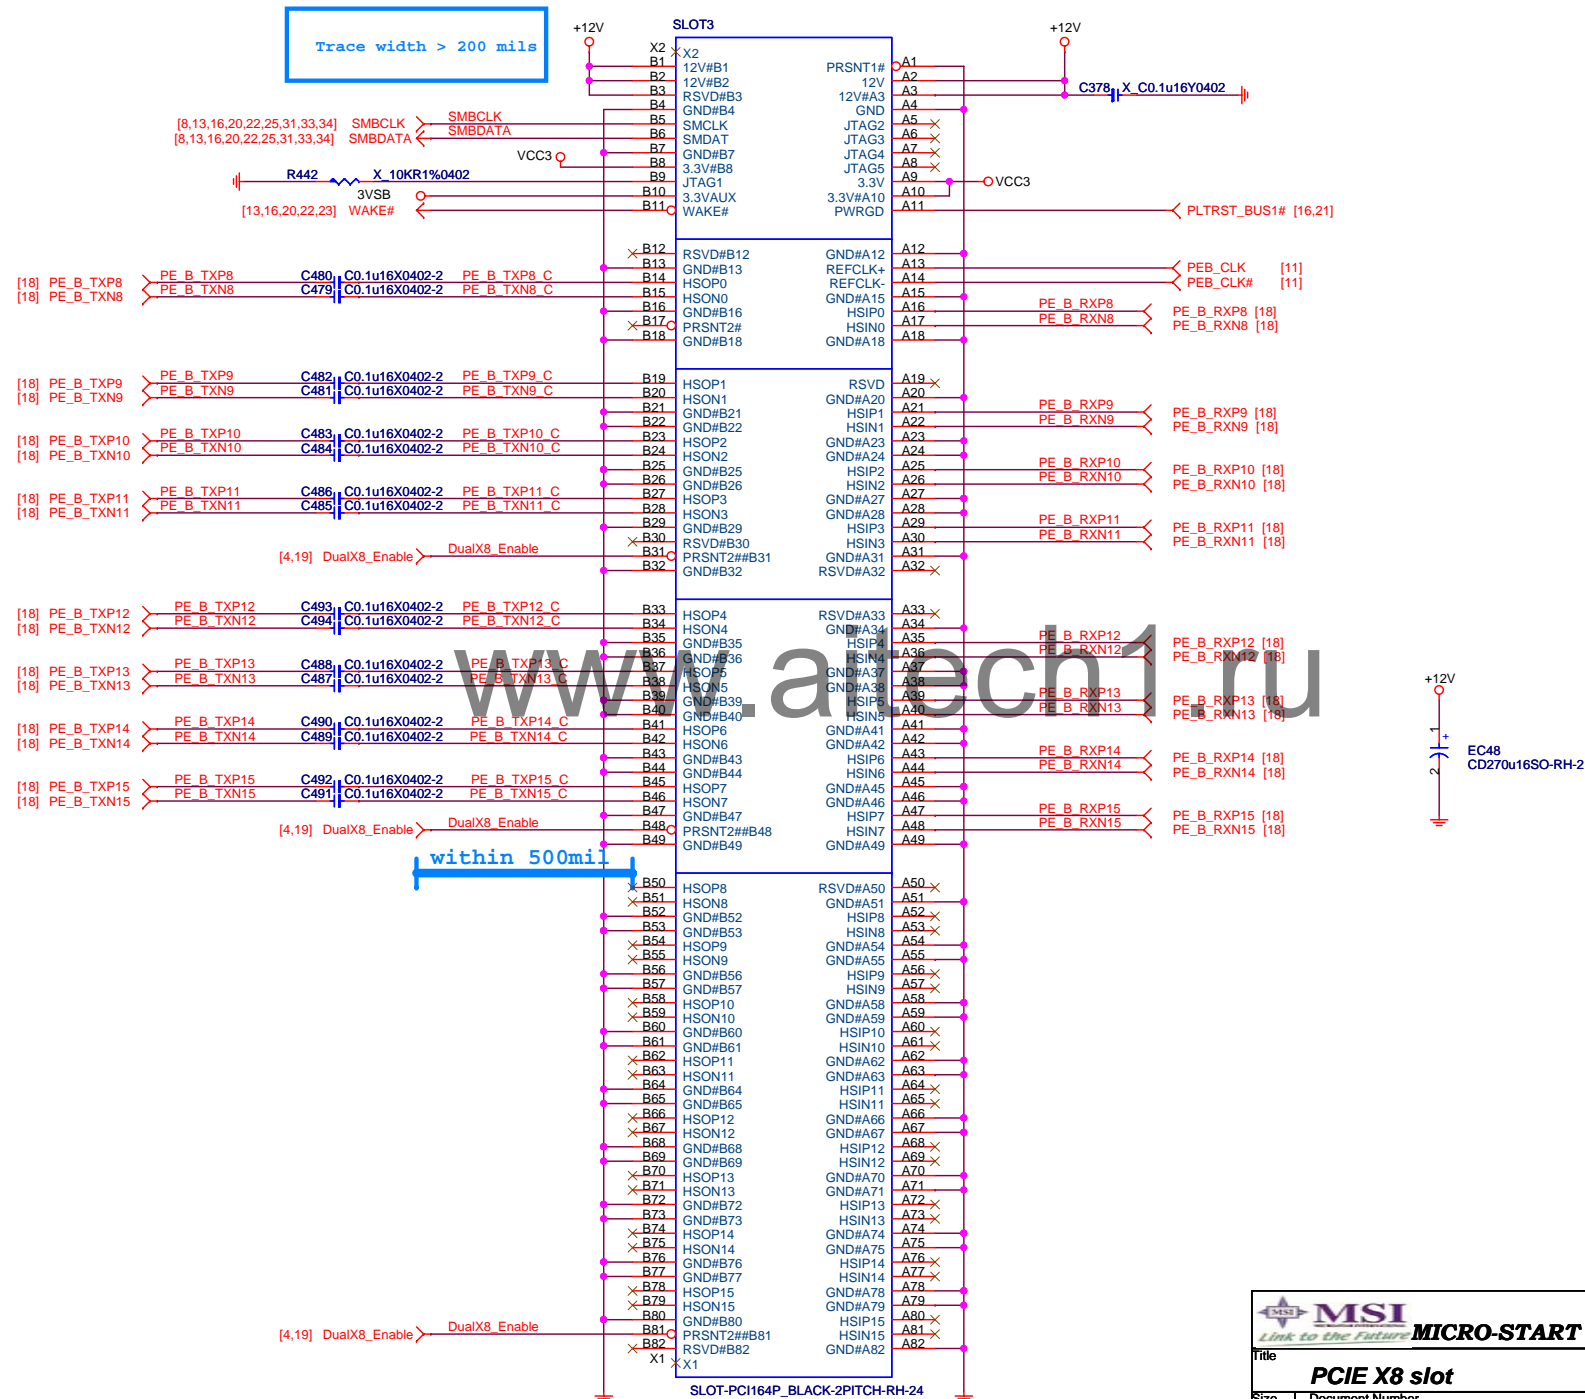 Trace width > 200 mils
+12V
SLOT3
+12V
X2 X2
B1 12V#B1 PRSNT1# A1
B2 12V#B2 12V A2
B3 RSVD#B3 12V#A3 A3 C378 X_C0.1u16Y0402
B4 GND#B4 GND A4
[8,13,16,20,22,25,31,33,34] SMBCLK SMBCLK B5 SMCLK JTAG2 A5
[8,13,16,20,22,25,31,33,34] SMBDATA SMBDATA B6 SMDAT JTAG3 A6
B7 GND#B7 JTAG4 A7
VCC3 B8 3.3V#B8 JTAG5 A8
R442 X_10KR1%0402 B9 JTAG1 3.3V A9 VCC3
3VSB B10 3.3VAUX 3.3V#A10 A10
[13,16,20,22,23] WAKE# B11 WAKE# PWRGD A11 PLTRST_BUS1# [16,21]
B12 RSVD#B12 GND#A12 A12
B13 GND#B13 REFCLK+ A13 PEB_CLK [11]
[18] PE_B_TXP8 PE_B_TXP8 C480 C0.1u16X0402-2 PE_B_TXP8_C B14 HSOP0 REFCLK- A14 PEB_CLK# [11]
[18] PE_B_TXN8 PE_B_TXN8 C479 C0.1u16X0402-2 PE_B_TXN8_C B15 HSON0 GND#A15 A15
B16 GND#B16 HSIP0 A16 PE_B_RXP8 PE_B_RXP8 [18]
B17 PRSNT2# HSIN0 A17 PE_B_RXN8 PE_B_RXN8 [18]
B18 GND#B18 GND#A18 A18
[18] PE_B_TXP9 PE_B_TXP9 C482 C0.1u16X0402-2 PE_B_TXP9_C B19 HSOP1 RSVD A19
[18] PE_B_TXN9 PE_B_TXN9 C481 C0.1u16X0402-2 PE_B_TXN9_C B20 HSON1 GND#A20 A20
B21 GND#B21 HSIP1 A21 PE_B_RXP9 PE_B_RXP9 [18]
B22 GND#B22 HSIN1 A22 PE_B_RXN9 PE_B_RXN9 [18]
[18] PE_B_TXP10 PE_B_TXP10 C483 C0.1u16X0402-2 PE_B_TXP10_C B23 HSOP2 GND#A23 A23
[18] PE_B_TXN10 PE_B_TXN10 C484 C0.1u16X0402-2 PE_B_TXN10_C B24 HSON2 GND#A24 A24
B25 GND#B25 HSIP2 A25 PE_B_RXP10 PE_B_RXP10 [18]
B26 GND#B26 HSIN2 A26 PE_B_RXN10 PE_B_RXN10 [18]
[18] PE_B_TXP11 PE_B_TXP11 C486 C0.1u16X0402-2 PE_B_TXP11_C B27 HSOP3 GND#A27 A27
[18] PE_B_TXN11 PE_B_TXN11 C485 C0.1u16X0402-2 PE_B_TXN11_C B28 HSON3 GND#A28 A28
B29 GND#B29 HSIP3 A29 PE_B_RXP11 PE_B_RXP11 [18]
B30 RSVD#B30 HSIN3 A30 PE_B_RXN11 PE_B_RXN11 [18]
[4,19] DualX8_Enable DualX8_Enable B31 PRSNT2##B31 GND#A31 A31
B32 GND#B32 RSVD#A32 A32
[18] PE_B_TXP12 PE_B_TXP12 C493 C0.1u16X0402-2 PE_B_TXP12_C B33 HSOP4 RSVD#A33 A33
[18] PE_B_TXN12 PE_B_TXN12 C494 C0.1u16X0402-2 PE_B_TXN12_C B34 HSON4 GND#A34 A34
B35 GND#B35 HSIP4 A35 PE_B_RXP12 PE_B_RXP12 [18]
B36 GND#B36 HSIN4 A36 PE_B_RXN12 PE_B_RXN12 [18]
[18] PE_B_TXP13 PE_B_TXP13 C488 C0.1u16X0402-2 PE_B_TXP13_C B37 HSOP5 GND#A37 A37
[18] PE_B_TXN13 PE_B_TXN13 C487 C0.1u16X0402-2 PE_B_TXN13_C B38 HSON5 GND#A38 A38
www.aitech1.ru
B39 GND#B39 HSIP5 A39 PE_B_RXP13 PE_B_RXP13 [18]
B40 GND#B40 HSIN5 A40 PE_B_RXN13 PE_B_RXN13 [18]
[18] PE_B_TXP14 PE_B_TXP14 C490 C0.1u16X0402-2 PE_B_TXP14_C B41 HSOP6 GND#A41 A41
[18] PE_B_TXN14 PE_B_TXN14 C489 C0.1u16X0402-2 PE_B_TXN14_C B42 HSON6 GND#A42 A42
B43 GND#B43 HSIP6 A43 PE_B_RXP14 PE_B_RXP14 [18]
B44 GND#B44 HSIN6 A44 PE_B_RXN14 PE_B_RXN14 [18]
[18] PE_B_TXP15 PE_B_TXP15 C492 C0.1u16X0402-2 PE_B_TXP15_C B45 HSOP7 GND#A45 A45
[18] PE_B_TXN15 PE_B_TXN15 C491 C0.1u16X0402-2 PE_B_TXN15_C B46 HSON7 GND#A46 A46
B47 GND#B47 HSIP7 A47 PE_B_RXP15 PE_B_RXP15 [18]
[4,19] DualX8_Enable DualX8_Enable B48 PRSNT2##B48 HSIN7 A48 PE_B_RXN15 PE_B_RXN15 [18]
B49 GND#B49 GND#A49 A49
+12V
1
+
EC48
CD270u16SO-RH-2
2
within 500mil
B50 HSOP8 RSVD#A50 A50
B51 HSON8 GND#A51 A51
B52 GND#B52 HSIP8 A52
B53 GND#B53 HSIN8 A53
B54 HSOP9 GND#A54 A54
B55 HSON9 GND#A55 A55
B56 GND#B56 HSIP9 A56
B57 GND#B57 HSIN9 A57
B58 HSOP10 GND#A58 A58
B59 HSON10 GND#A59 A59
B60 GND#B60 HSIP10 A60
B61 GND#B61 HSIN10 A61
B62 HSOP11 GND#A62 A62
B63 HSON11 GND#A63 A63
B64 GND#B64 HSIP11 A64
B65 GND#B65 HSIN11 A65
B66 HSOP12 GND#A66 A66
B67 HSON12 GND#A67 A67
B68 GND#B68 HSIP12 A68
B69 GND#B69 HSIN12 A69
B70 HSOP13 GND#A70 A70
B71 HSON13 GND#A71 A71
B72 GND#B72 HSIP13 A72
B73 GND#B73 HSIN13 A73
B74 HSOP14 GND#A74 A74
B75 HSON14 GND#A75 A75
B76 GND#B76 HSIP14 A76
B77 GND#B77 HSIN14 A77
B78 HSOP15 GND#A78 A78
B79 HSON15 GND#A79 A79
B80 GND#B80 HSIP15 A80
[4,19] DualX8_Enable DualX8_Enable B81 PRSNT2##B81 HSIN15 A81
B82 RSVD#B82 GND#A82 A82
X1 X1
SLOT-PCI164P_BLACK-2PITCH-RH-24
MSI MSI MICRO-START
Link to the Future
Title
PCIE X8 slot
Size Document Number